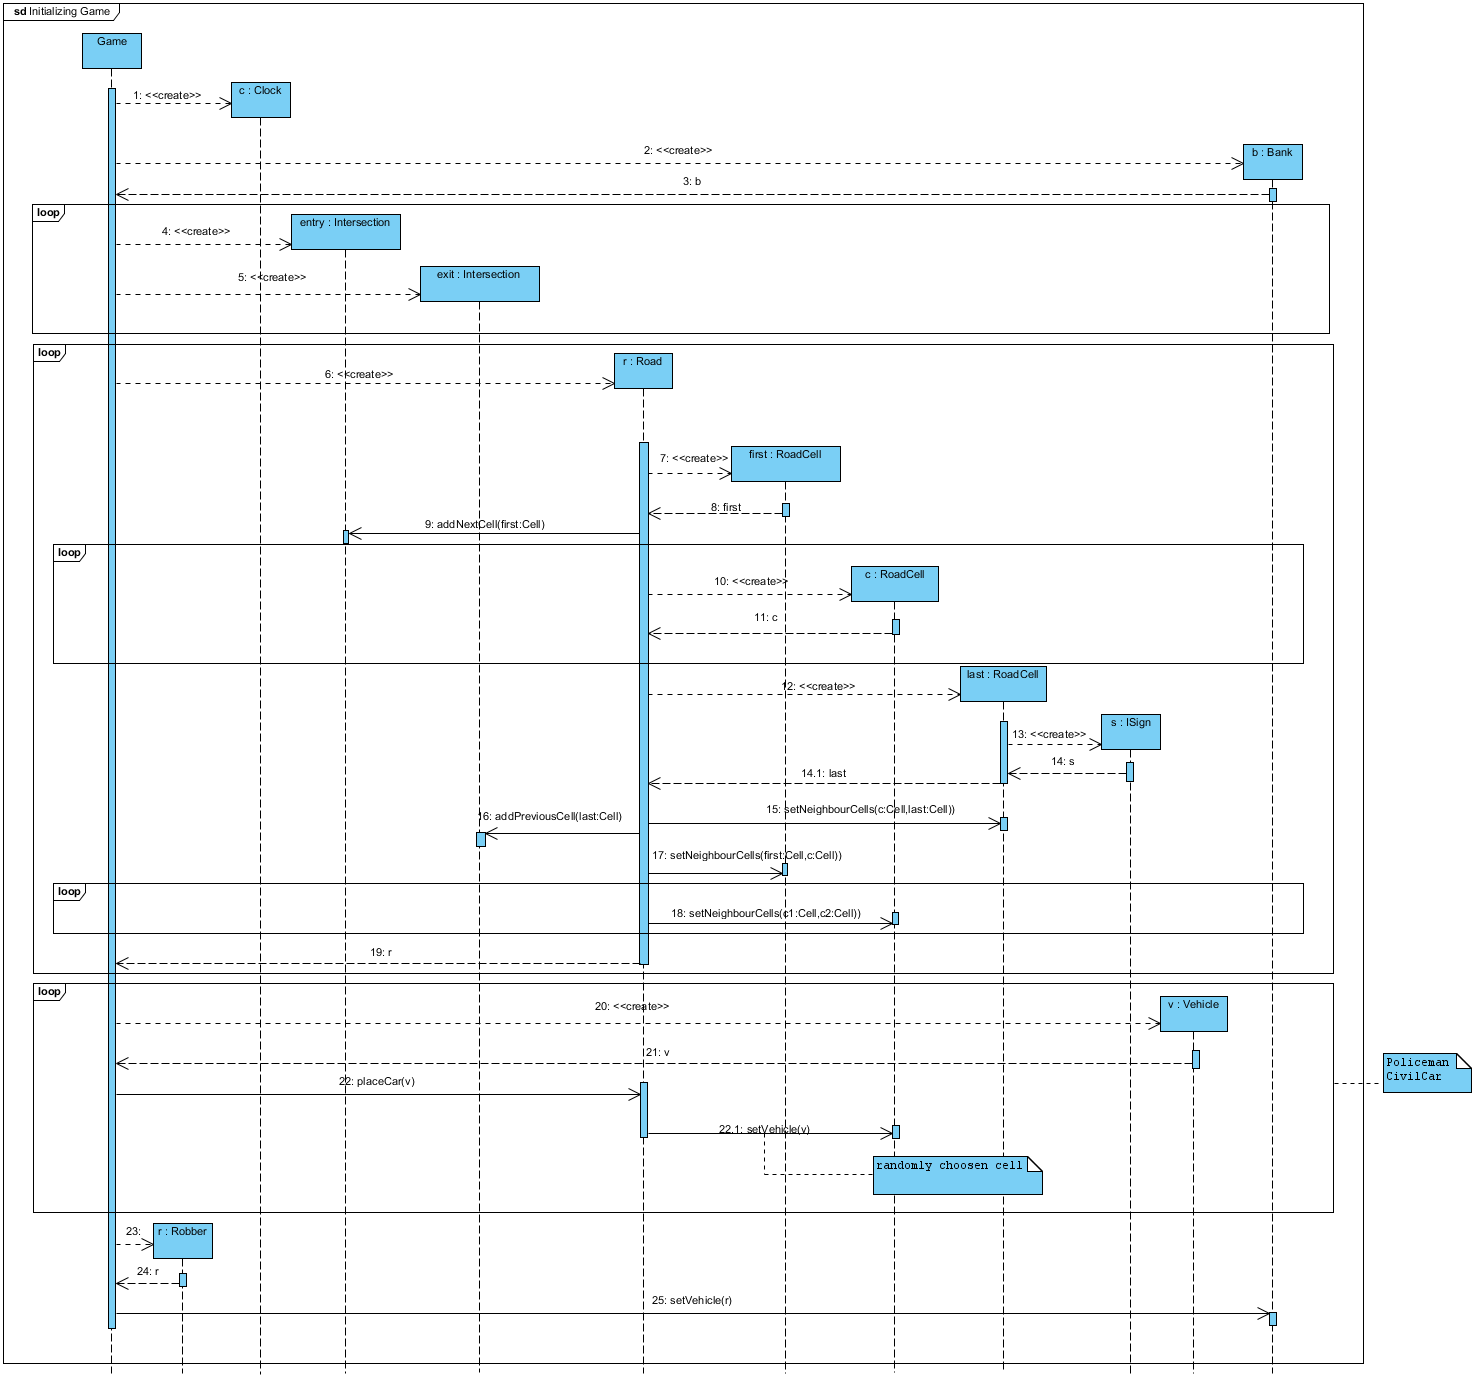 sd Initializing Game
Game
c : Clock
1: <<create>>
b : Bank
2: <<create>>
3: b
loop
entry : Intersection
4: <<create>>
exit : Intersection
5: <<create>>
loop
r : Road
6: <<create>>
first : RoadCell
7: <<create>>
8: first
9: addNextCell(first:Cell)
loop
c : RoadCell
10: <<create>>
11: c
last : RoadCell
12: <<create>>
s : ISign
13: <<create>>
14: s
14.1: last
15: setNeighbourCells(c:Cell,last:Cell))
16: addPreviousCell(last:Cell)
17: setNeighbourCells(first:Cell,c:Cell))
loop
18: setNeighbourCells(c1:Cell,c2:Cell))
19: r
loop
v : Vehicle
20: <<create>>
21: v
Policeman
CivilCar
22: placeCar(v)
22.1: setVehicle(v)
randomly choosen cell
r : Robber
23:
24: r
25: setVehicle(r)